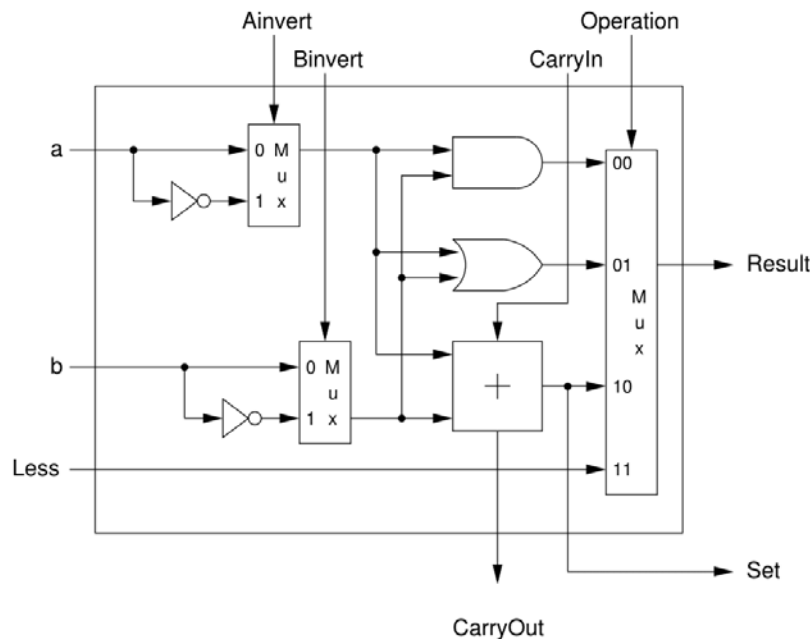 Ainvert
Operation
Binvert
CarryIn
a
0 M
u
1 x
00
01
Result
M
u
x
b
0 M
u
1 x
+
10
Less
11
Set
CarryOut